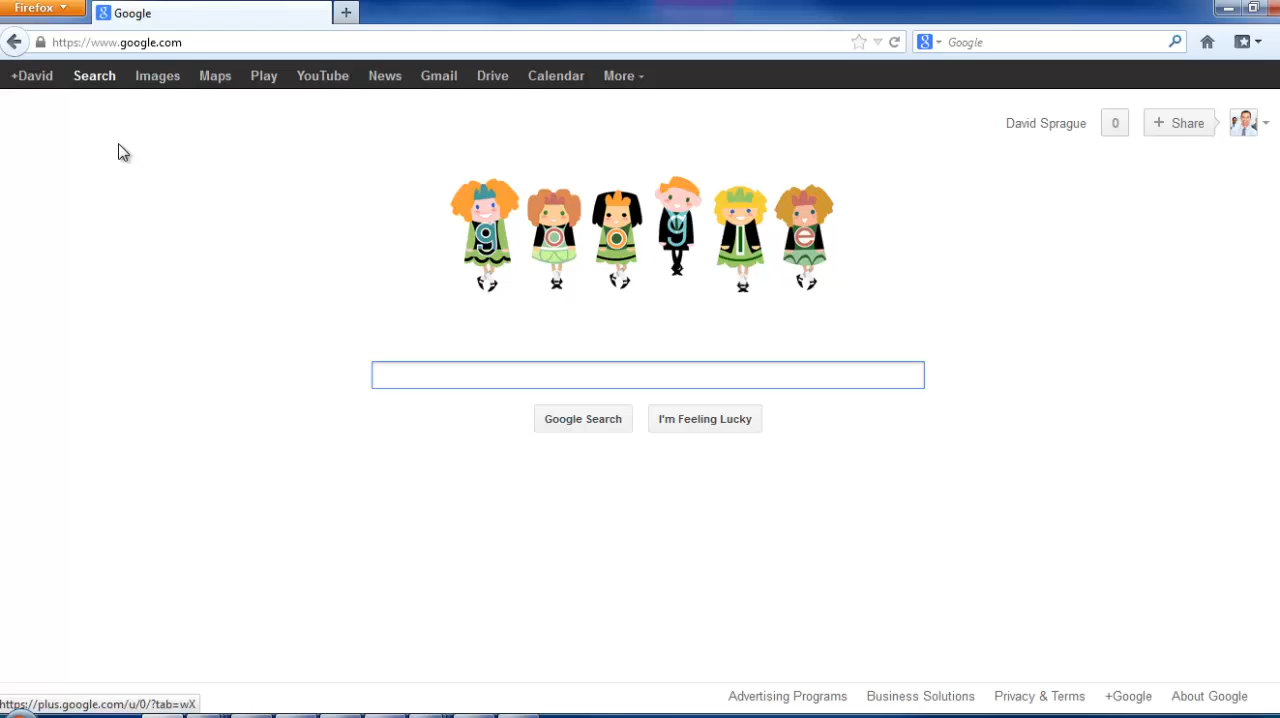 Firefox
Google
https://www.google.com
Google
+David Search Images Maps Play YouTube News Gmail Drive Calendar More
David Sprague 0 + Share
g o o g l e
Google Search I'm Feeling Lucky
Advertising Programs Business Solutions Privacy & Terms +Google About Google
https://plus.google.com/u/0/?tab=wX